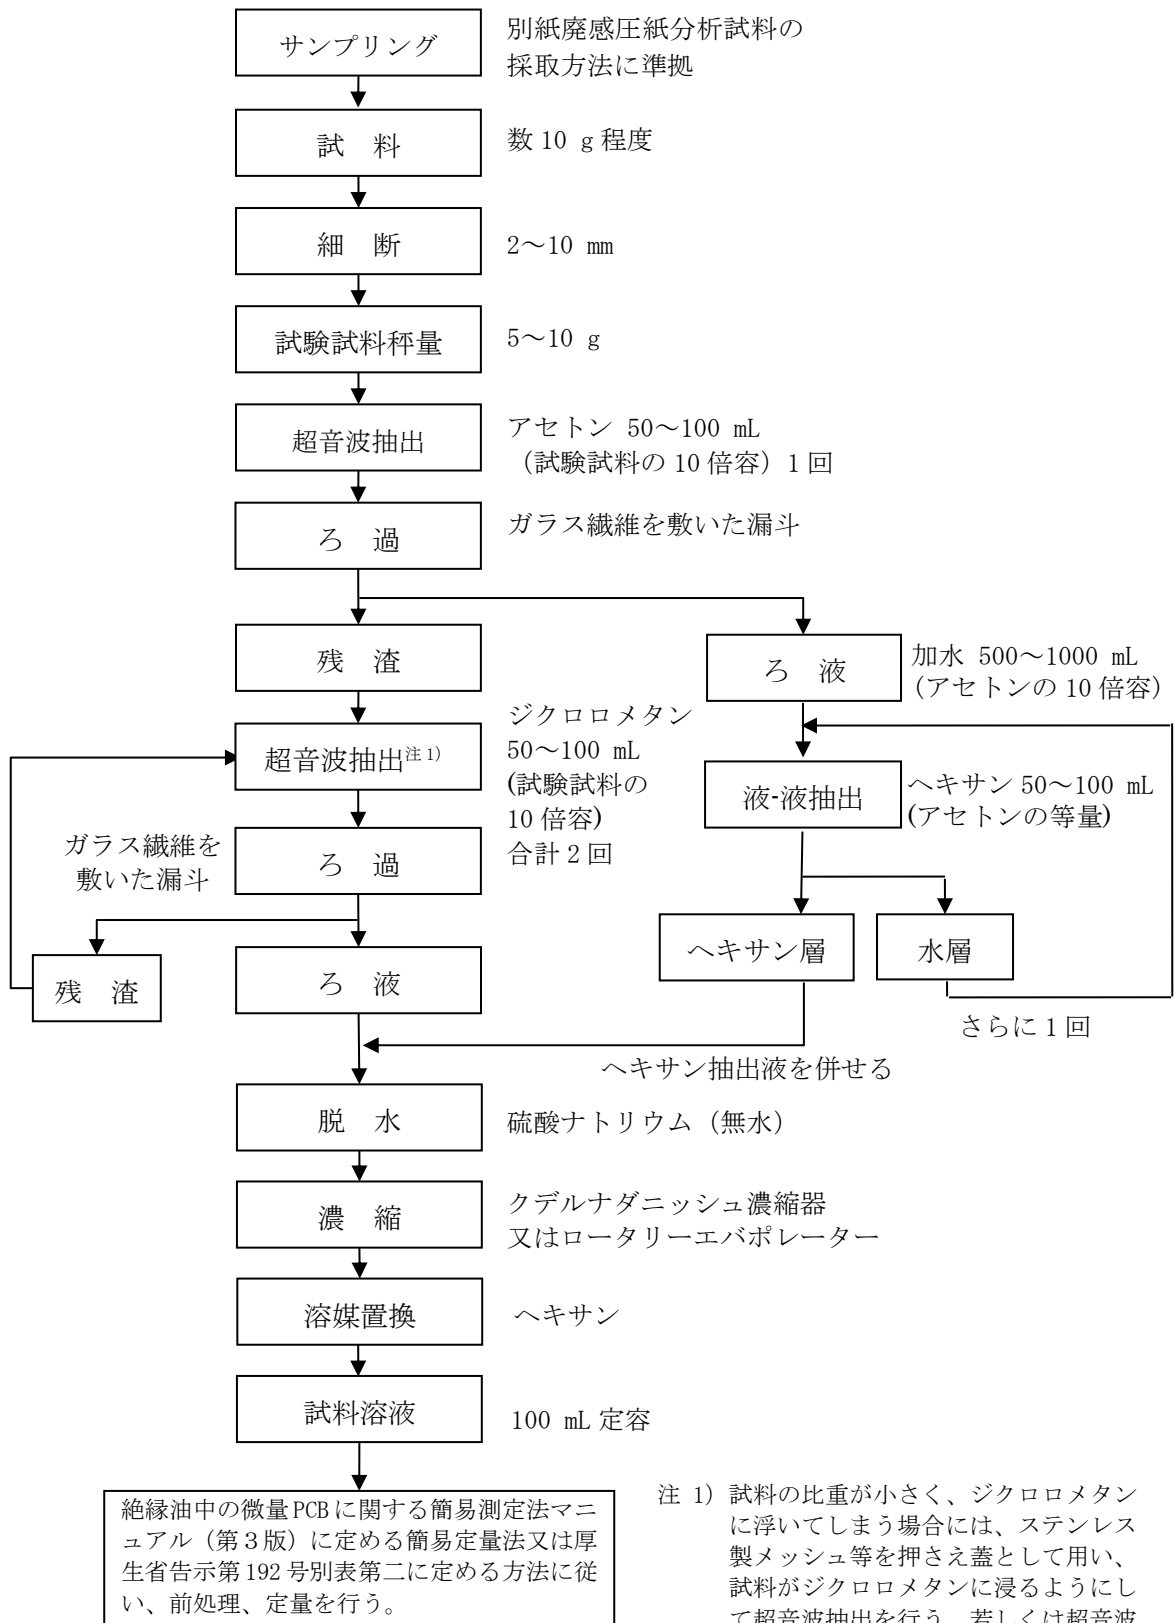 サンプリング
別紙廃感圧紙分析試料の
採取方法に準拠
試　料
数 10 g 程度
細　断
2～10 mm
試験試料秤量
5～10 g
超音波抽出
アセトン 50～100 mL
（試験試料の 10 倍容）1 回
ろ　過
ガラス繊維を敷いた漏斗
残　渣
ろ　液
加水 500～1000 mL
（アセトンの 10 倍容）
超音波抽出注 1)
ジクロロメタン
50～100 mL
(試験試料の
10 倍容)
合計 2 回
液-液抽出
ヘキサン 50～100 mL
(アセトンの等量)
ガラス繊維を
敷いた漏斗
ろ　過
ヘキサン層
水層
残　渣
ろ　液
さらに 1 回
ヘキサン抽出液を併せる
脱　水
硫酸ナトリウム（無水）
濃　縮
クデルナダニッシュ濃縮器
又はロータリーエバポレーター
溶媒置換
ヘキサン
試料溶液
100 mL 定容
絶縁油中の微量 PCB に関する簡易測定法マニ
ュアル（第３版）に定める簡易定量法又は厚
生省告示第 192 号別表第二に定める方法に従
い、前処理、定量を行う。
注 1) 試料の比重が小さく、ジクロロメタン
に浮いてしまう場合には、ステンレス
製メッシュ等を押さえ蓋として用い、
試料がジクロロメタンに浸るようにし
て超音波抽出を行う、若しくは超音波